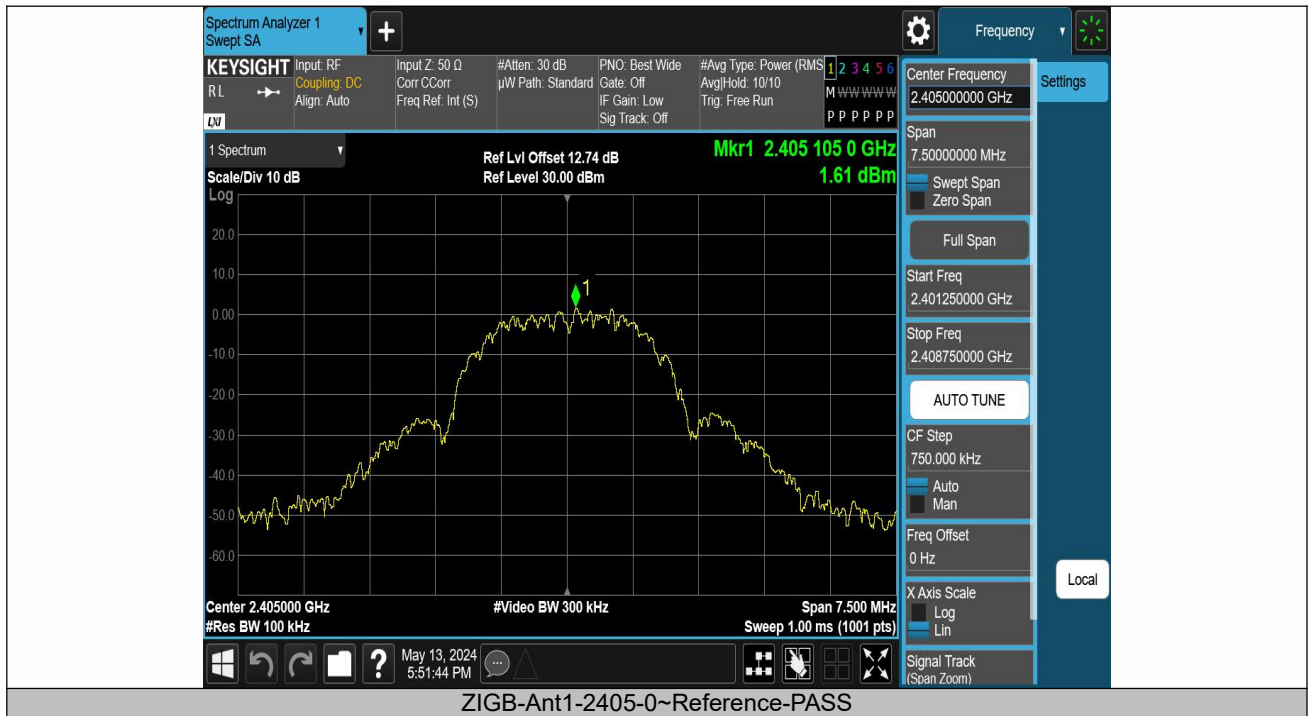 Spectrum Analyzer 1
Swept SA
+
Frequency
KEYSIGHT
RL
LXI
Input: RF
Coupling: DC
Align: Auto
Input Z: 50 Ω
Corr CCorr
Freq Ref: Int (S)
#Atten: 30 dB
µW Path: Standard
PNO: Best Wide
Gate: Off
IF Gain: Low
Sig Track: Off
#Avg Type: Power (RMS
Avg|Hold: 10/10
Trig: Free Run
1 2 3 4 5 6
M W W W W W
P P P P P P
1 Spectrum
Scale/Div 10 dB
Ref Lvl Offset 12.74 dB
Ref Level 30.00 dBm
Mkr1 2.405 105 0 GHz
1.61 dBm
Log
20.0
10.0
0.00
-10.0
-20.0
-30.0
-40.0
-50.0
-60.0
1
Center 2.405000 GHz
#Res BW 100 kHz
#Video BW 300 kHz
Span 7.500 MHz
Sweep 1.00 ms (1001 pts)
Center Frequency
2.405000000 GHz
Settings
Span
7.50000000 MHz
Swept Span
Zero Span
Full Span
Start Freq
2.401250000 GHz
Stop Freq
2.408750000 GHz
AUTO TUNE
CF Step
750.000 kHz
Auto
Man
Freq Offset
0 Hz
X Axis Scale
Log
Lin
Local
Signal Track
(Span Zoom)
?
May 13, 2024
5:51:44 PM
ZIGB-Ant1-2405-0~Reference-PASS